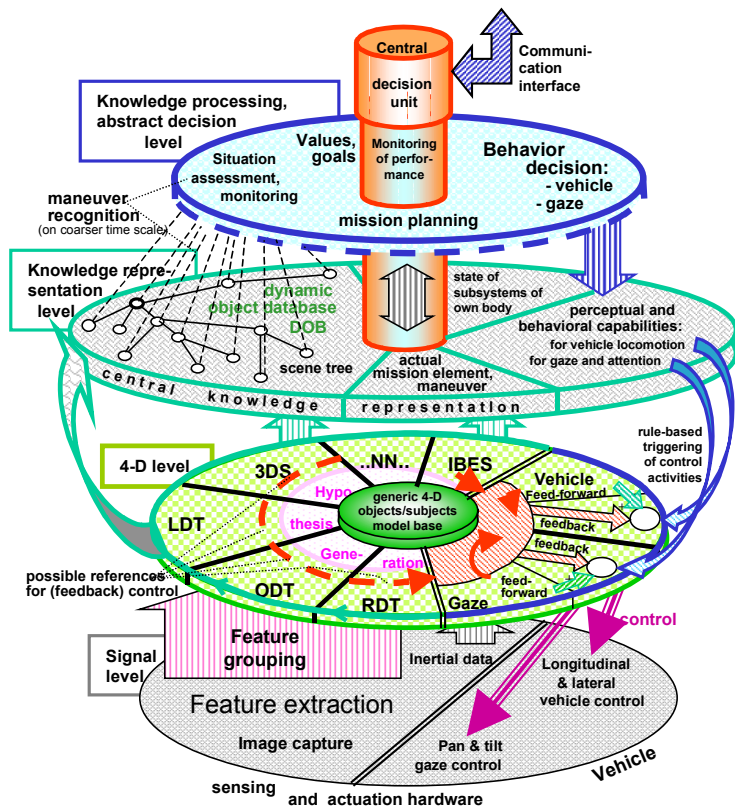 Central
decision
unit
Communi-
cation
interface
Knowledge processing,
abstract decision
level
Values,
goals
Monitoring
of perfor-
mance
Situation
assessment,
monitoring
Behavior
decision:
- vehicle
- gaze
mission planning
maneuver
recognition
(on coarser time scale)
Knowledge repre-
sentation
level
dynamic
object database
DOB
state of
subsystems of
own body
perceptual and
behavioral capabilities:
for vehicle locomotion
for gaze and attention
scene tree
actual
mission element,
maneuver
central knowledge representation
rule-based
triggering
of control
activities
4-D level
3DS
..NN..
IBES
Vehicle
Feed-forward
+
feedback
feedback
+
feed-
forward
Hypo
thesis
Gene-
ration
generic 4-D
objects/subjects
model base
LDT
ODT
RDT
Gaze
possible references
for (feedback) control
control
Signal
level
Feature
grouping
Inertial data
Longitudinal
& lateral
vehicle control
Feature extraction
Image capture
Pan & tilt
gaze control
Vehicle
sensing
and actuation hardware